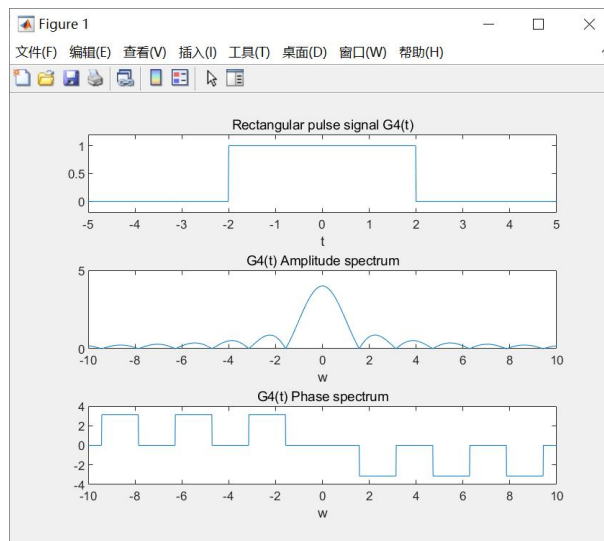 Figure 1
文件(F) 编辑(E) 查看(V) 插入(I) 工具(T) 桌面(D) 窗口(W) 帮助(H)
Rectangular pulse signal G4(t)
1
0.5
0
-5 -4 -3 -2 -1 0 1 2 3 4 5
t
G4(t) Amplitude spectrum
5
0
-10 -8 -6 -4 -2 0 2 4 6 8 10
w
G4(t) Phase spectrum
4
2
0
-2
-4
-10 -8 -6 -4 -2 0 2 4 6 8 10
w